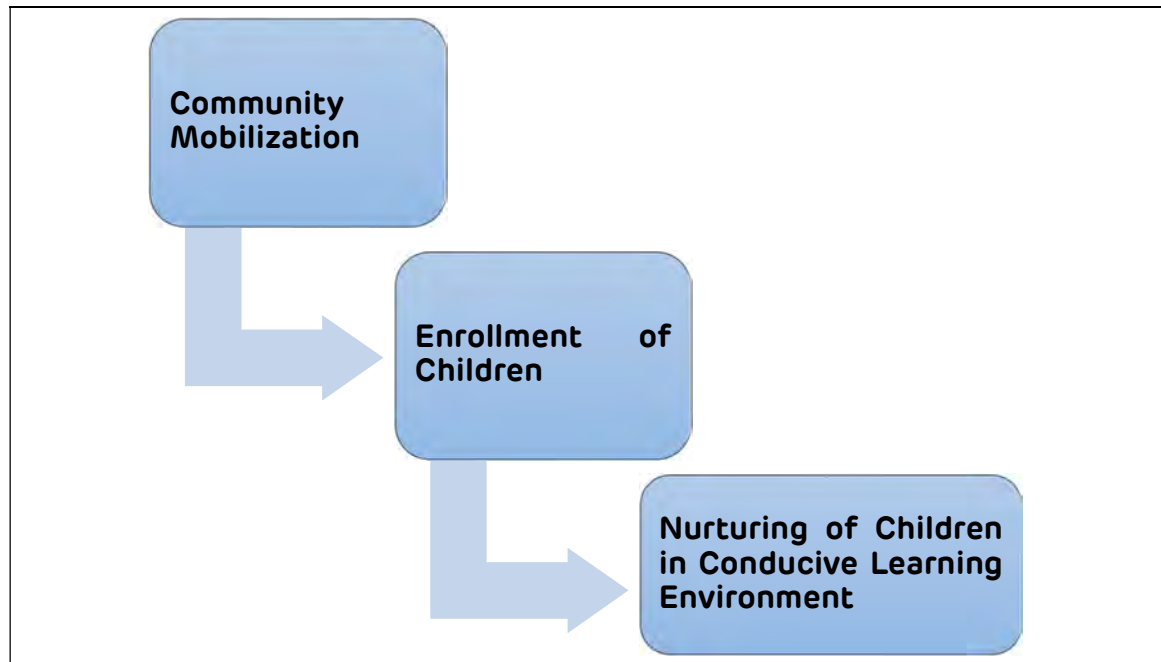 Community
Mobilization
Enrollment of
Children
Nurturing of Children
in Conducive Learning
Environment